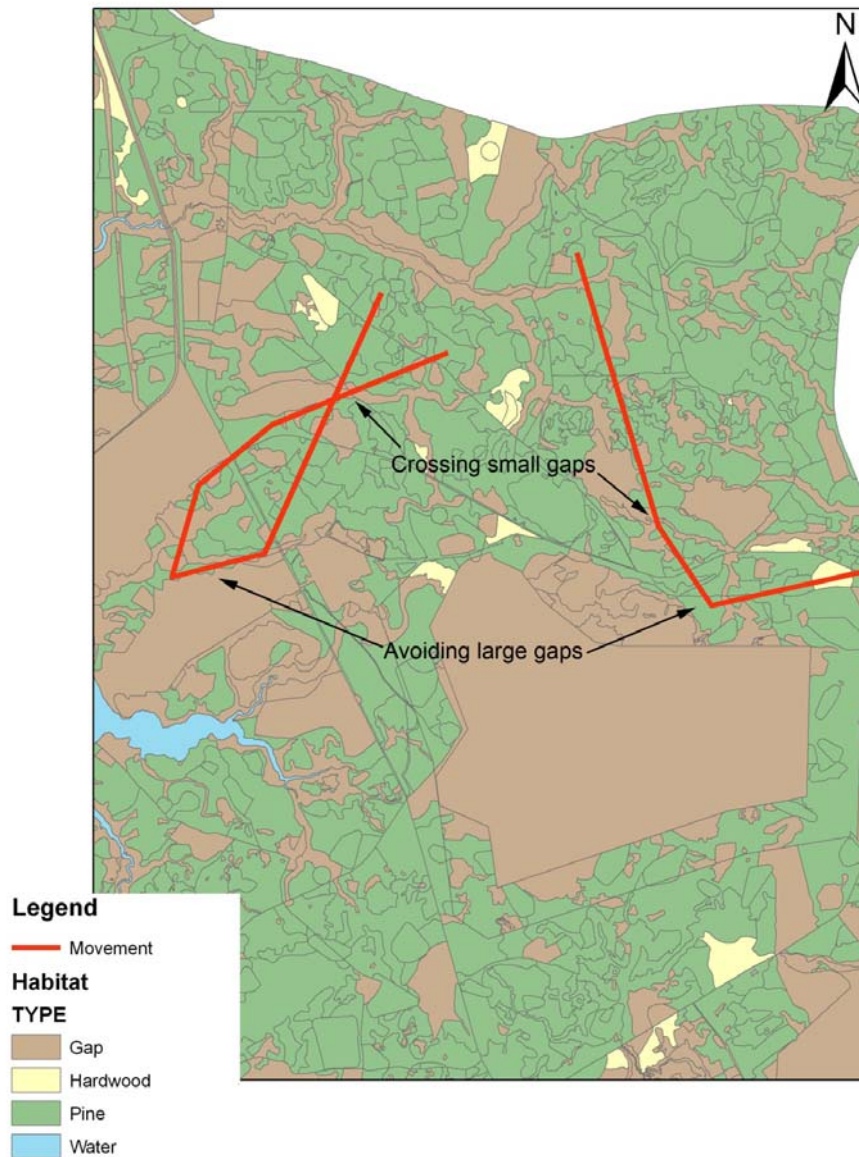 N
Crossing small gaps
Avoiding large gaps
Legend
Movement
Habitat
TYPE
Gap
Hardwood
Pine
Water